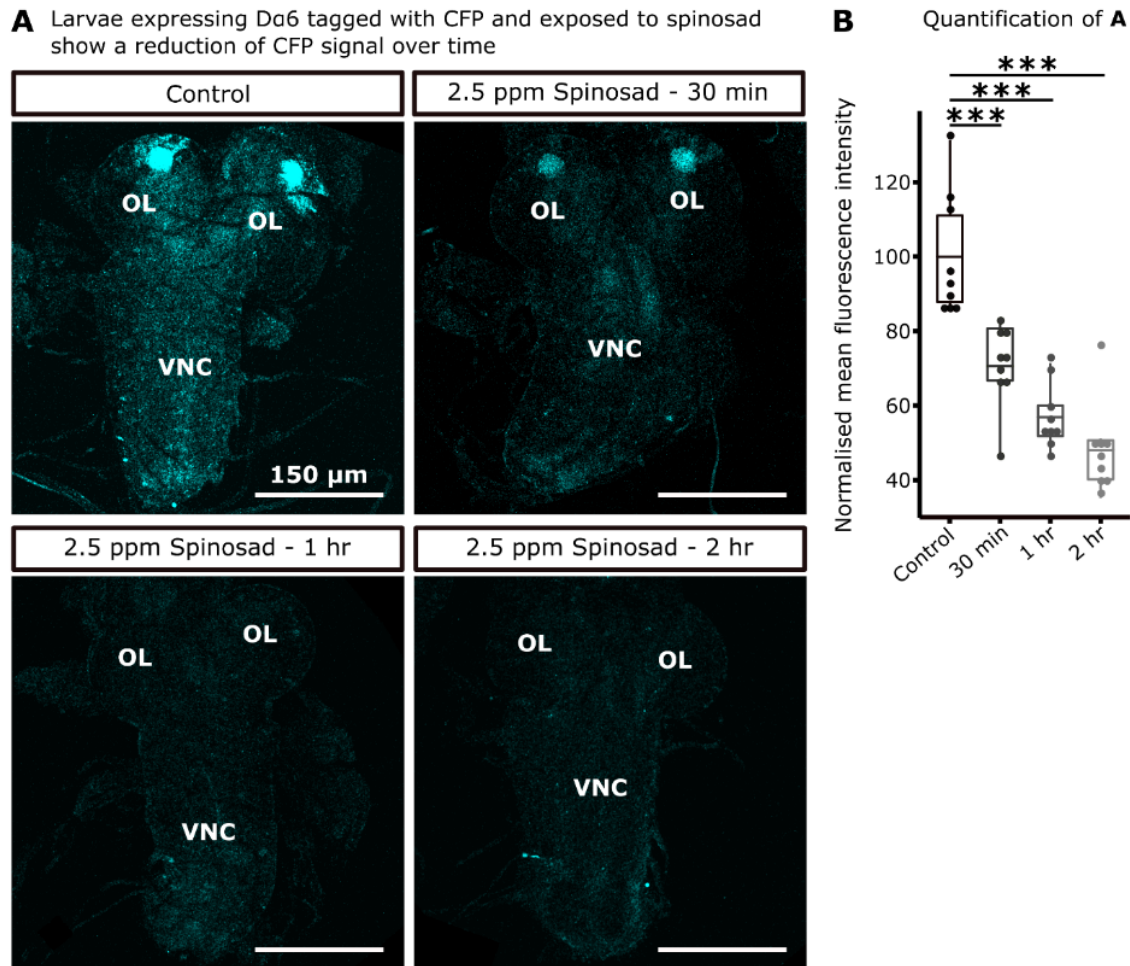 A Larvae expressing Dα6 tagged with CFP and exposed to spinosad
show a reduction of CFP signal over time
Control
2.5 ppm Spinosad - 30 min
OL
OL
VNC
150 µm
OL
OL
VNC
2.5 ppm Spinosad - 1 hr
2.5 ppm Spinosad - 2 hr
OL
OL
VNC
OL
OL
VNC
B Quantification of A
***
***
***
Normalised mean fluorescence intensity
120
100
80
60
40
Control
30 min
1 hr
2 hr